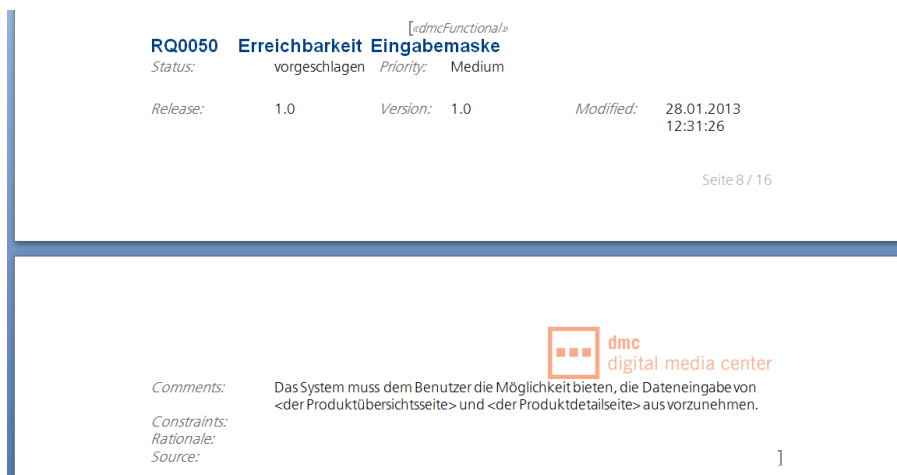 [«dmcFunctional»
RQ0050 Erreichbarkeit Eingabemaske
Status: vorgeschlagen Priority: Medium
Release: 1.0 Version: 1.0 Modified: 28.01.2013
12:31:26
Seite 8 / 16
dmc
digital media center
Comments: Das System muss dem Benutzer die Möglichkeit bieten, die Dateneingabe von
<der Produktübersichtsseite> und <der Produktdetailseite> aus vorzunehmen.
Constraints:
Rationale:
Source: ]